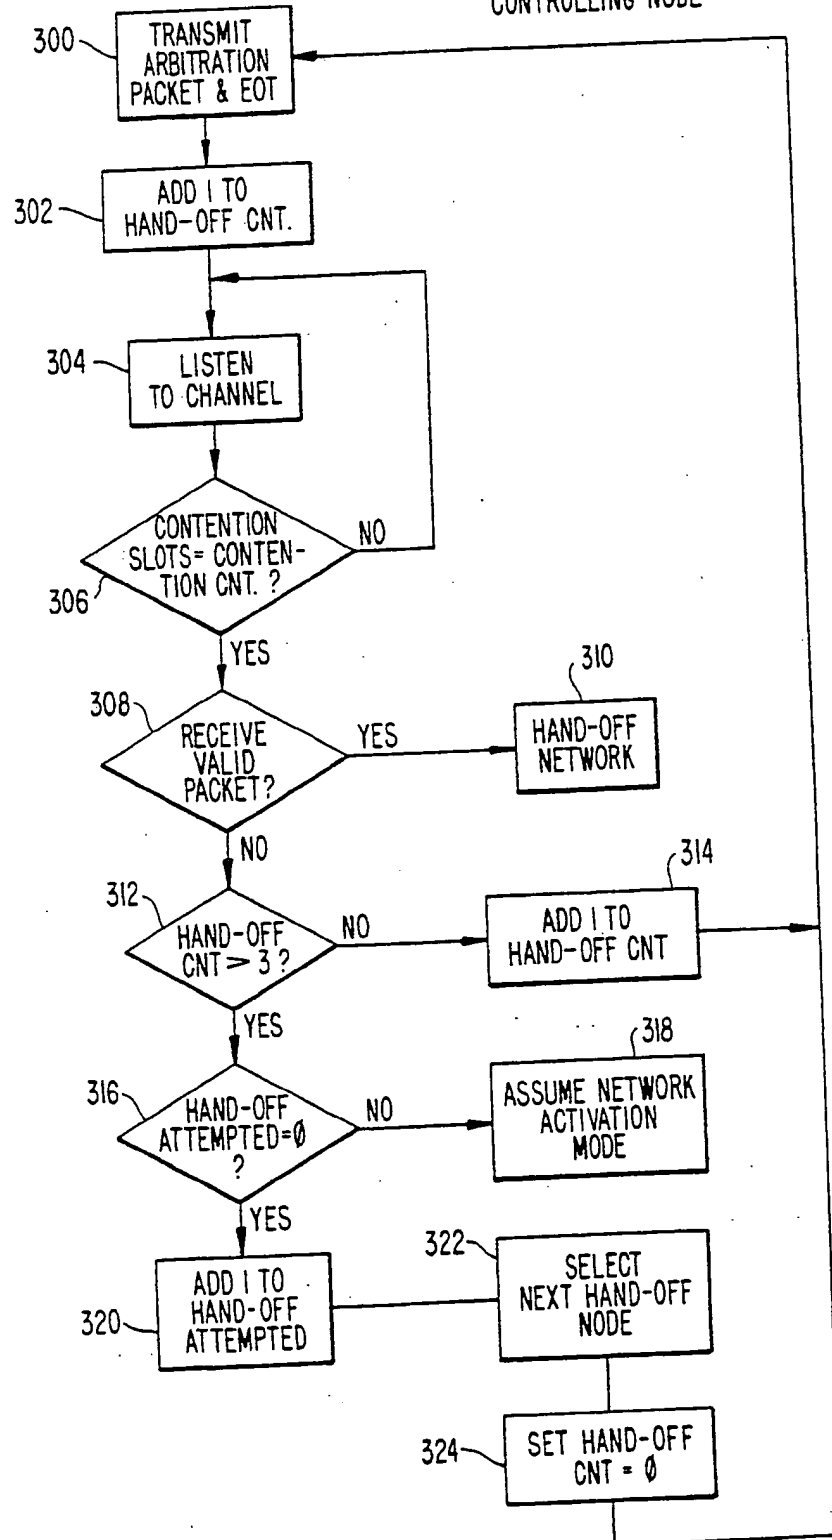 CONTROLLING NODE
300
TRANSMIT
ARBITRATION
PACKET & EOT
302
ADD 1 TO
HAND-OFF CNT.
304
LISTEN
TO CHANNEL
CONTENTION
SLOTS= CONTEN-
TION CNT. ?
NO
306
YES
308
RECEIVE
VALID
PACKET?
YES
310
HAND-OFF
NETWORK
NO
312
HAND-OFF
CNT > 3 ?
NO
314
ADD 1 TO
HAND-OFF CNT
YES
316
HAND-OFF
ATTEMPTED=Ø
?
NO
318
ASSUME NETWORK
ACTIVATION
MODE
YES
320
ADD 1 TO
HAND-OFF
ATTEMPTED
322
SELECT
NEXT HAND-OFF
NODE
324
SET HAND-OFF
CNT = Ø